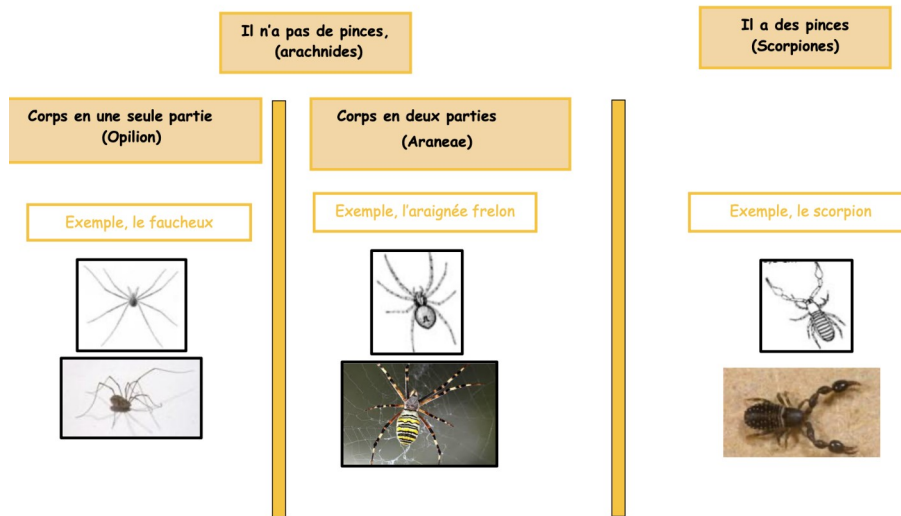 Il n'a pas de pinces,
(arachnides)
Il a des pinces
(Scorpiones)
Corps en une seule partie
(Opilion)
Corps en deux parties
(Araneae)
Exemple, le faucheux
Exemple, l'araignée frelon
Exemple, le scorpion